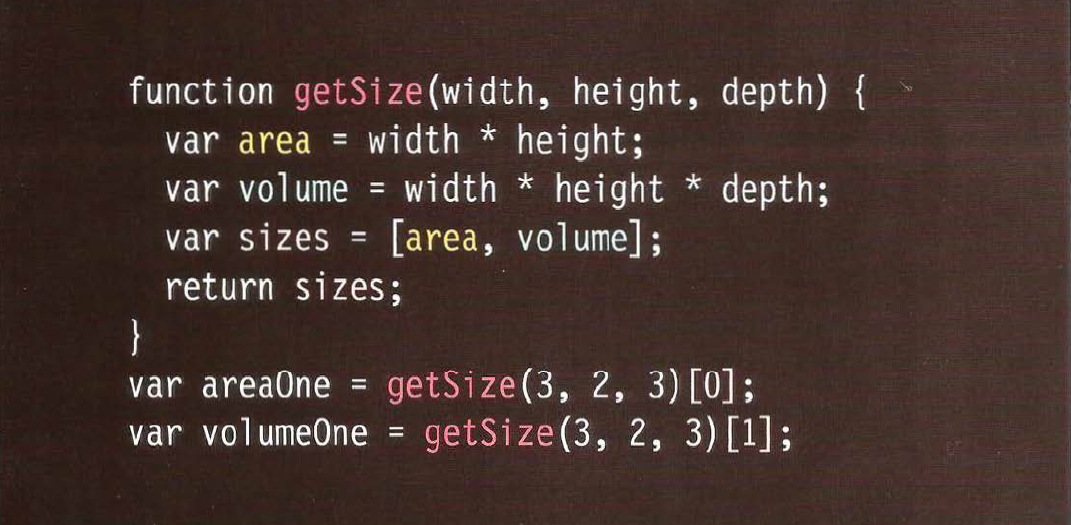 function getSize(width, height, depth) {
  var area = width * height;
  var volume = width * height * depth;
  var sizes = [area, volume];
  return sizes;
}
var areaOne = getSize(3, 2, 3)[0];
var volumeOne = getSize(3, 2, 3)[1];